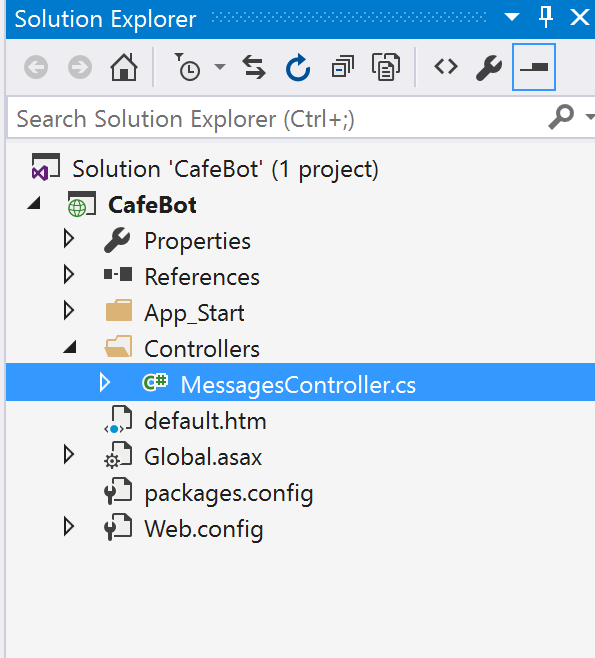 Solution Explorer
Search Solution Explorer (Ctrl+;)
Solution 'CafeBot' (1 project)
CafeBot
Properties
References
App_Start
Controllers
C# MessagesController.cs
default.htm
Global.asax
packages.config
Web.config